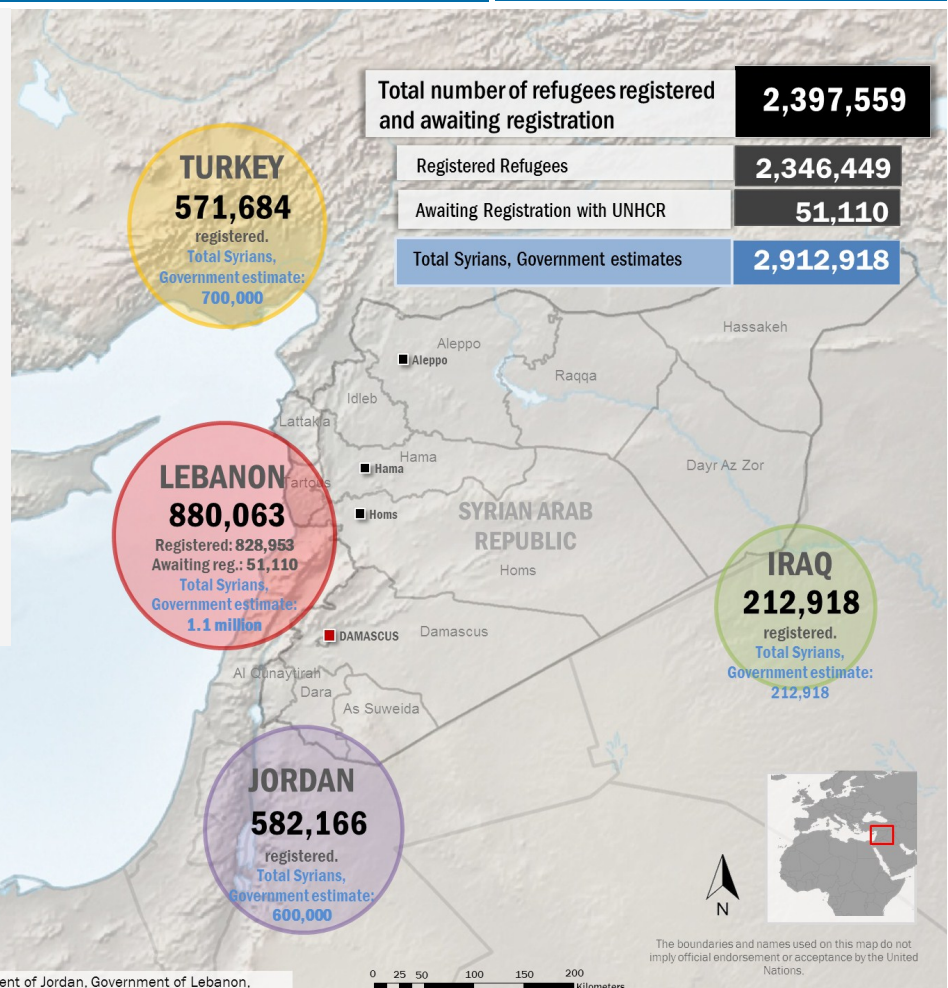 Total number of refugees registered
and awaiting registration
2,397,559
Registered Refugees
2,346,449
Awaiting Registration with UNHCR
51,110
Total Syrians, Government estimates
2,912,918
TURKEY
571,684
registered.
Total Syrians,
Government estimate:
700,000
Hassakeh
Aleppo
Aleppo
Raqqa
Idleb
Lattakia
Hama
Hama
Dayr Az Zor
LEBANON
Tartous
880,063
Registered: 828,953
Awaiting reg.: 51,110
Total Syrians,
Government estimate:
1.1 million
Homs
SYRIAN ARAB
REPUBLIC
Homs
IRAQ
212,918
registered.
Total Syrians,
Government estimate:
212,918
DAMASCUS
Damascus
Al Qunaytirah
Dara
As Suweida
JORDAN
582,166
registered.
Total Syrians,
Government estimate:
600,000
N
The boundaries and names used on this map do not
imply official endorsement or acceptance by the United
Nations.
0 25 50 100 150 200
Kilometers
ent of Jordan, Government of Lebanon,